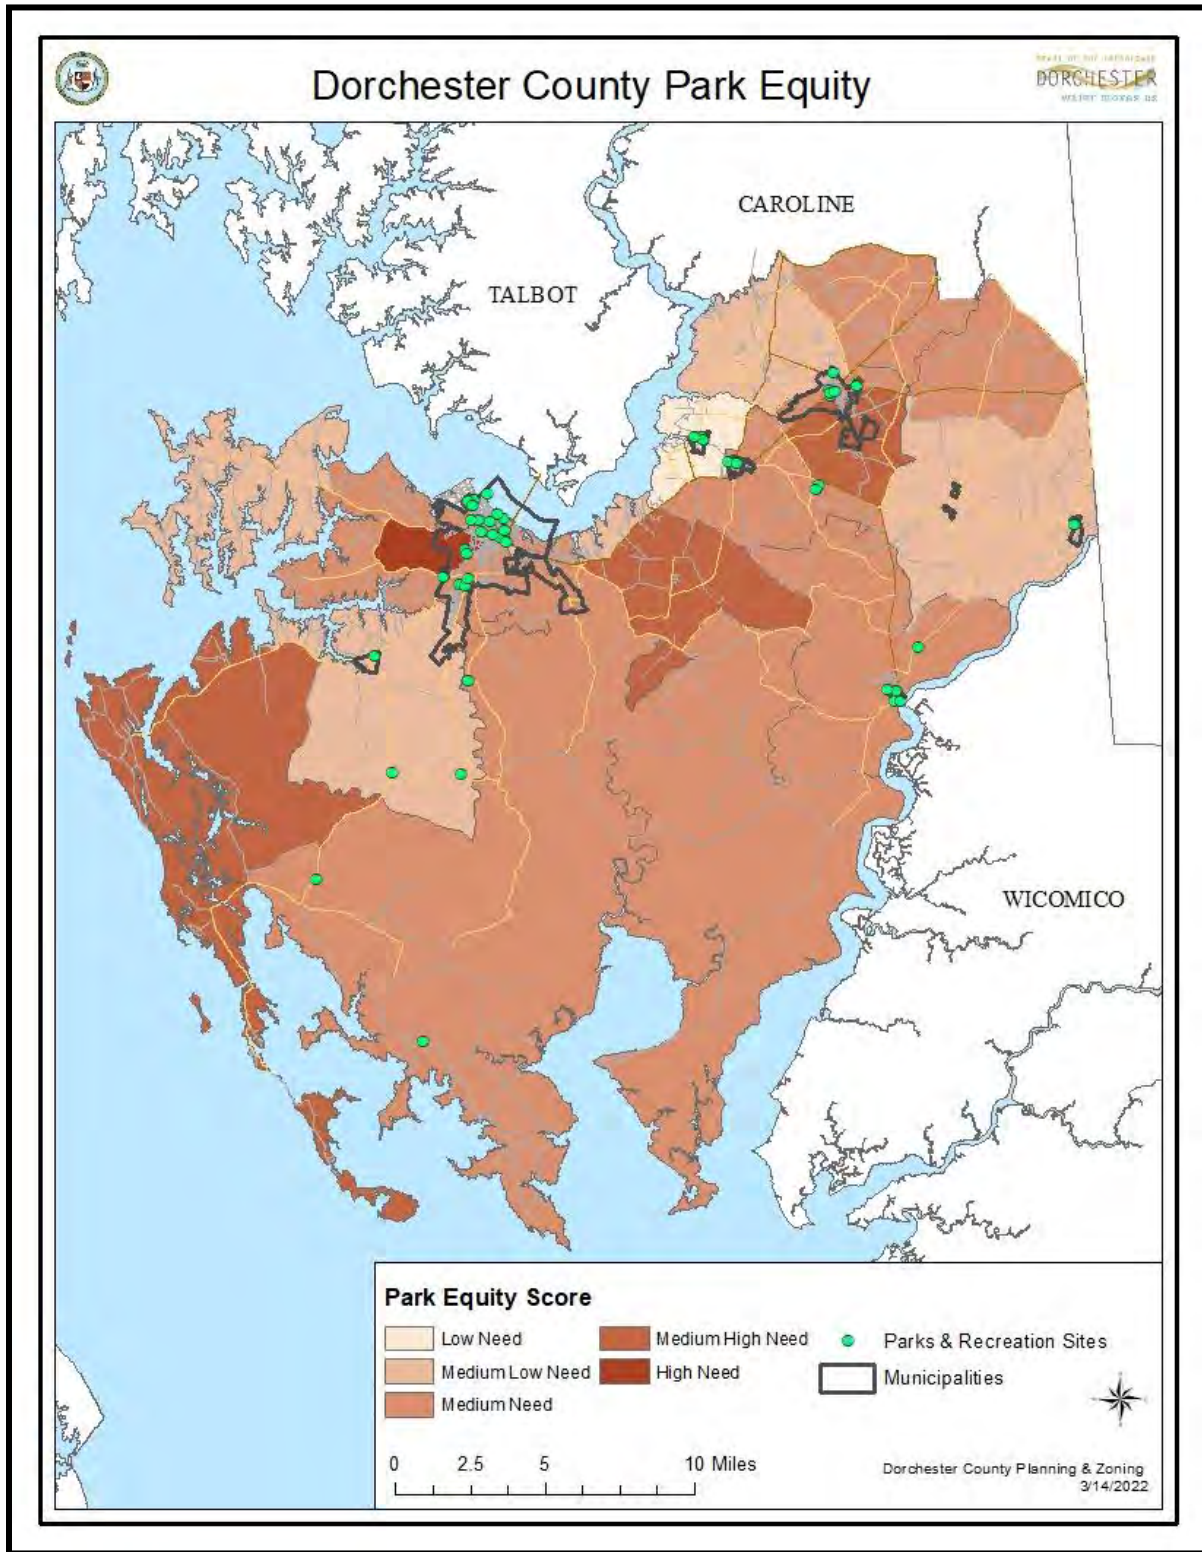 Dorchester County Park Equity
DORCHESTER
CAROLINE
TALBOT
WICOMICO
Park Equity Score
Low Need
Medium Low Need
Medium Need
Medium High Need
High Need
Parks & Recreation Sites
Municipalities
0 2.5 5 10 Miles
Dorchester County Planning & Zoning
3/14/2022